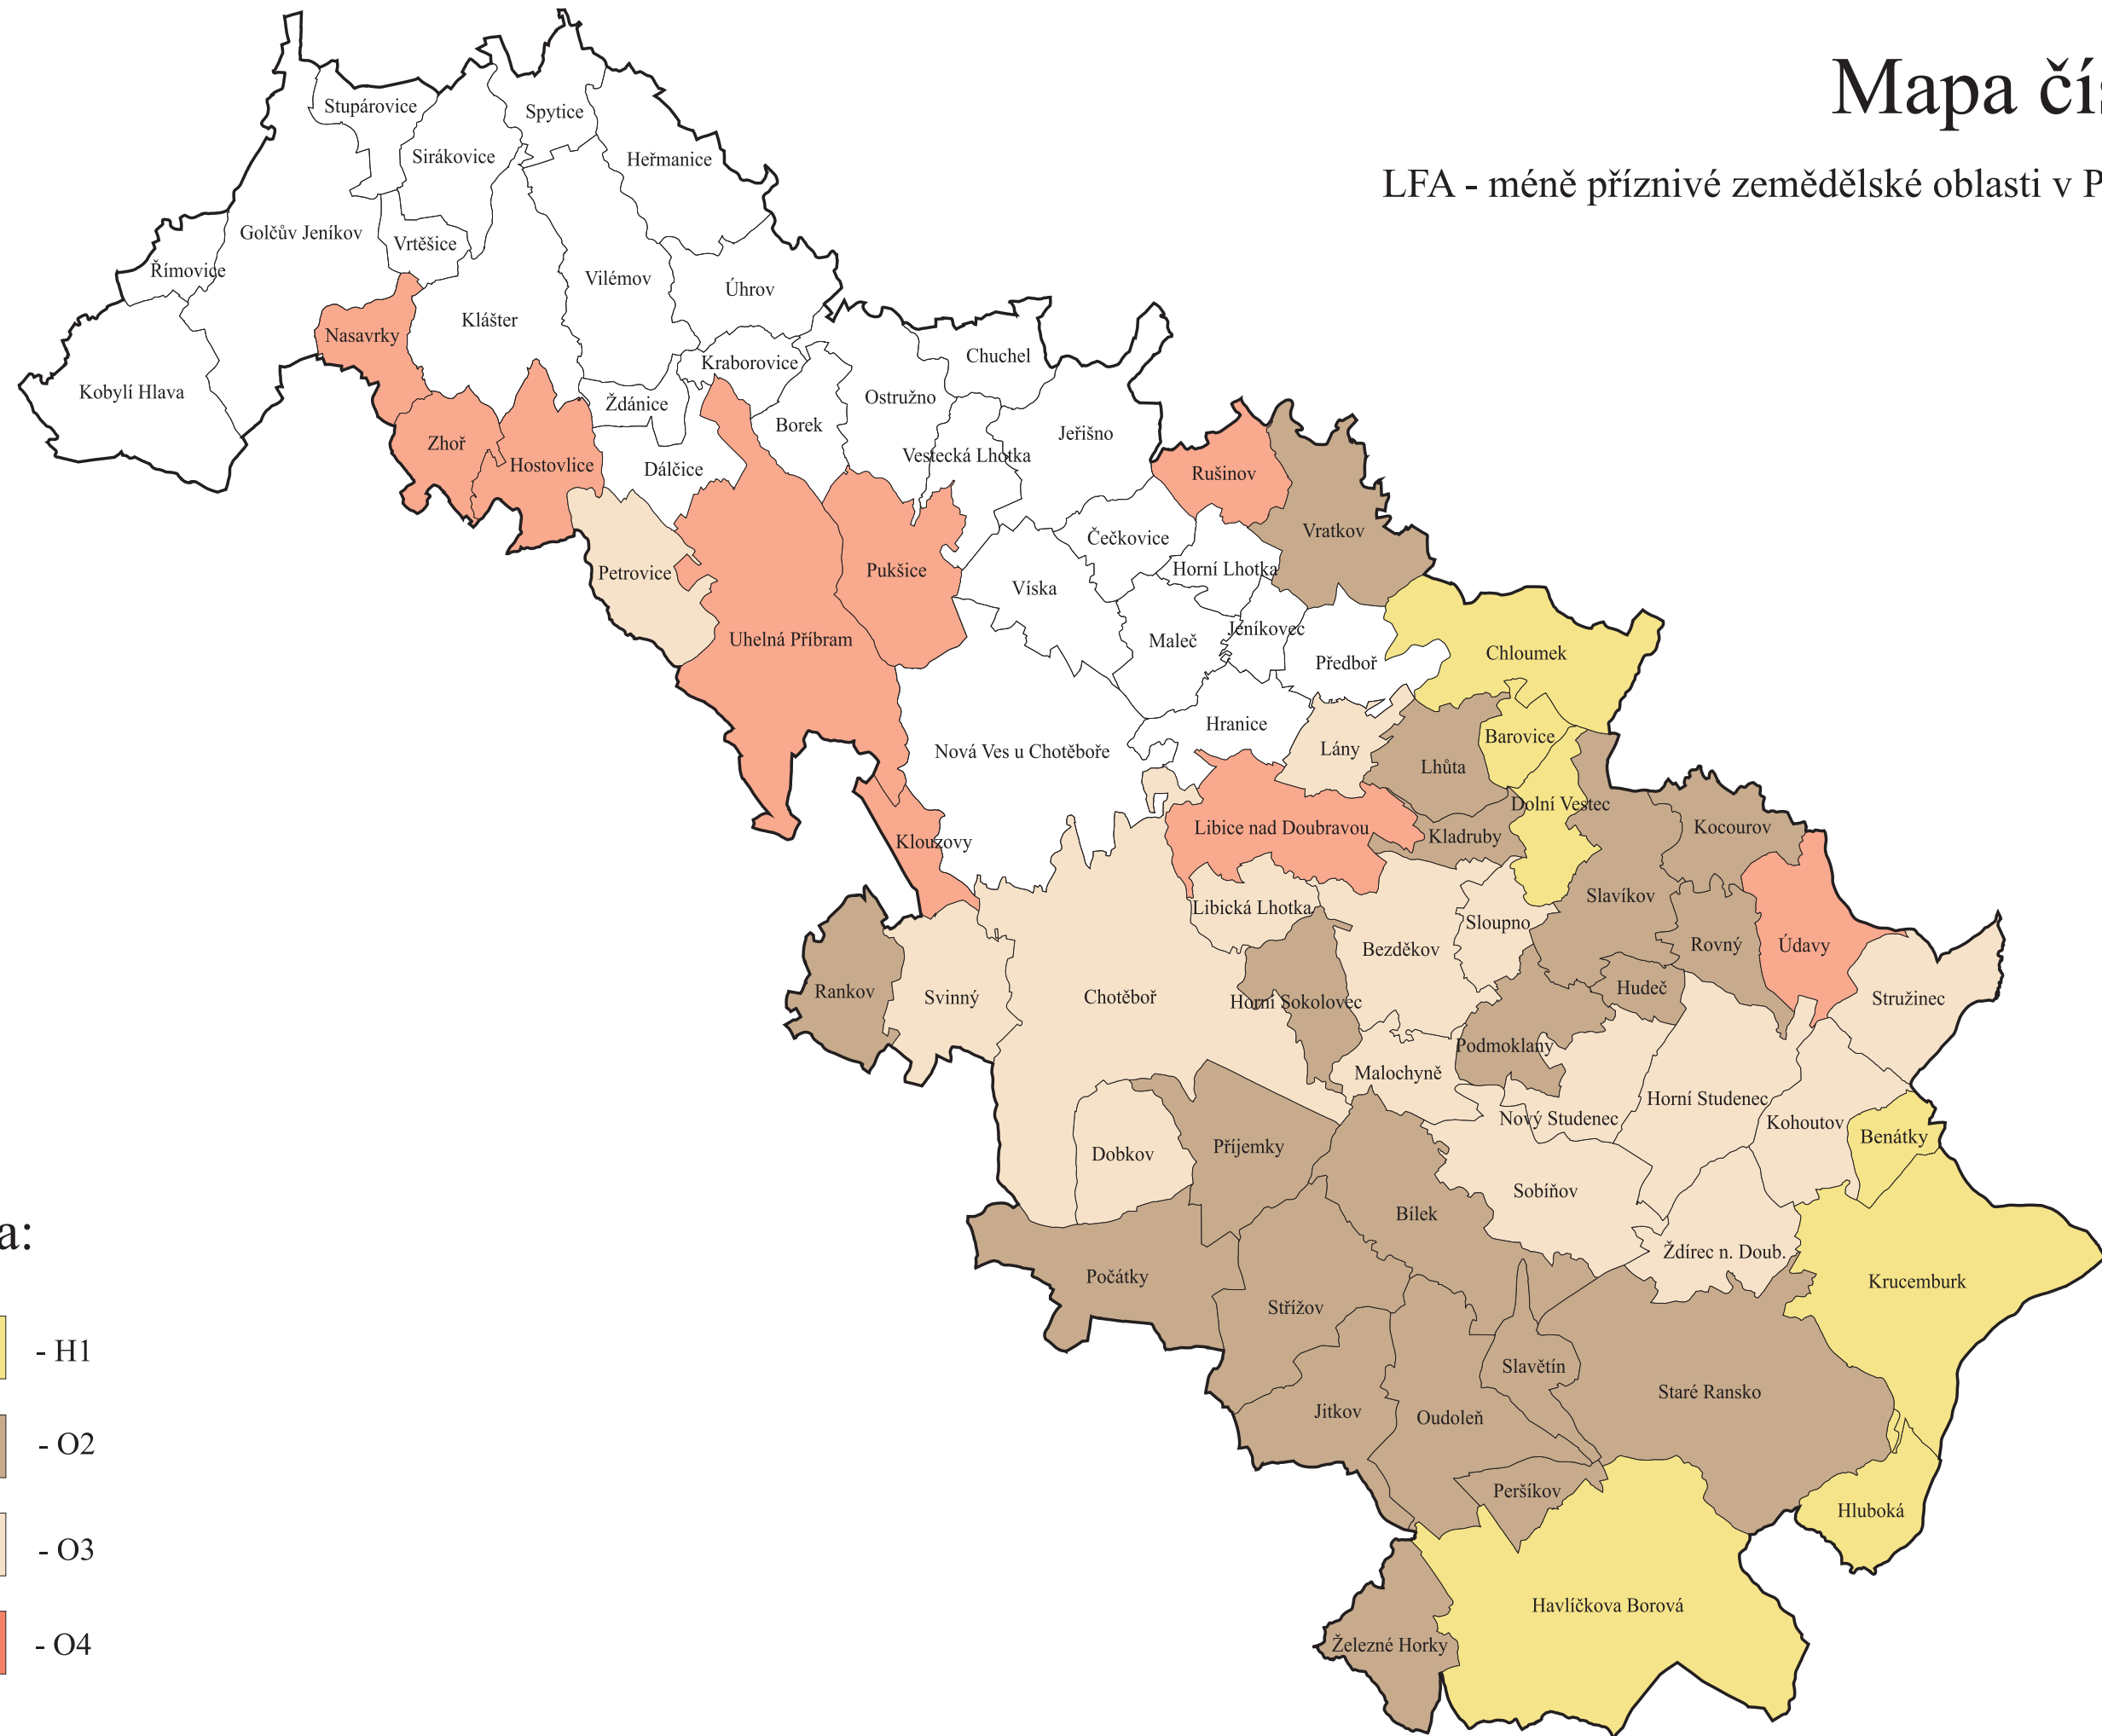 Mapa čís
LFA - méně příznivé zemědělské oblasti v P
Stupárovice
Spytice
Sirákovice
Heřmanice
Golčův Jeníkov
Vrtěšice
Římovice
Vilémov
Úhrov
Klášter
Nasavrky
Kraborovice
Chuchel
Kobylí Hlava
Ždánice
Ostružno
Borek
Jeřišno
Zhoř
Vestecká Lhotka
Hostovlice
Dálčice
Rušinov
Vratkov
Čečkovice
Petrovice
Pukšice
Horní Lhotka
Víska
Jeníkovec
Uhelná Příbram
Maleč
Předboř
Chloumek
Hranice
Barovice
Nová Ves u Chotěboře
Lány
Lhůta
Dolní Vestec
Libice nad Doubravou
Kocourov
Kladruby
Klouzovy
Slavíkov
Libická Lhotka
Sloupno
Bezděkov
Rovný
Údavy
Rankov
Svinný
Chotěboř
Horní Sokolovec
Hudeč
Stružinec
Podmoklany
Malochyně
Horní Studenec
Nový Studenec
Kohoutov
Benátky
Příjemky
Dobkov
Sobíňov
Bílek
a:
Ždírec n. Doub.
Počátky
Krucemburk
Střížov
- H1
Slavětín
Staré Ransko
Jitkov
Oudoleň
- O2
Peršíkov
Hluboká
- O3
Havlíčkova Borová
Železné Horky
- O4